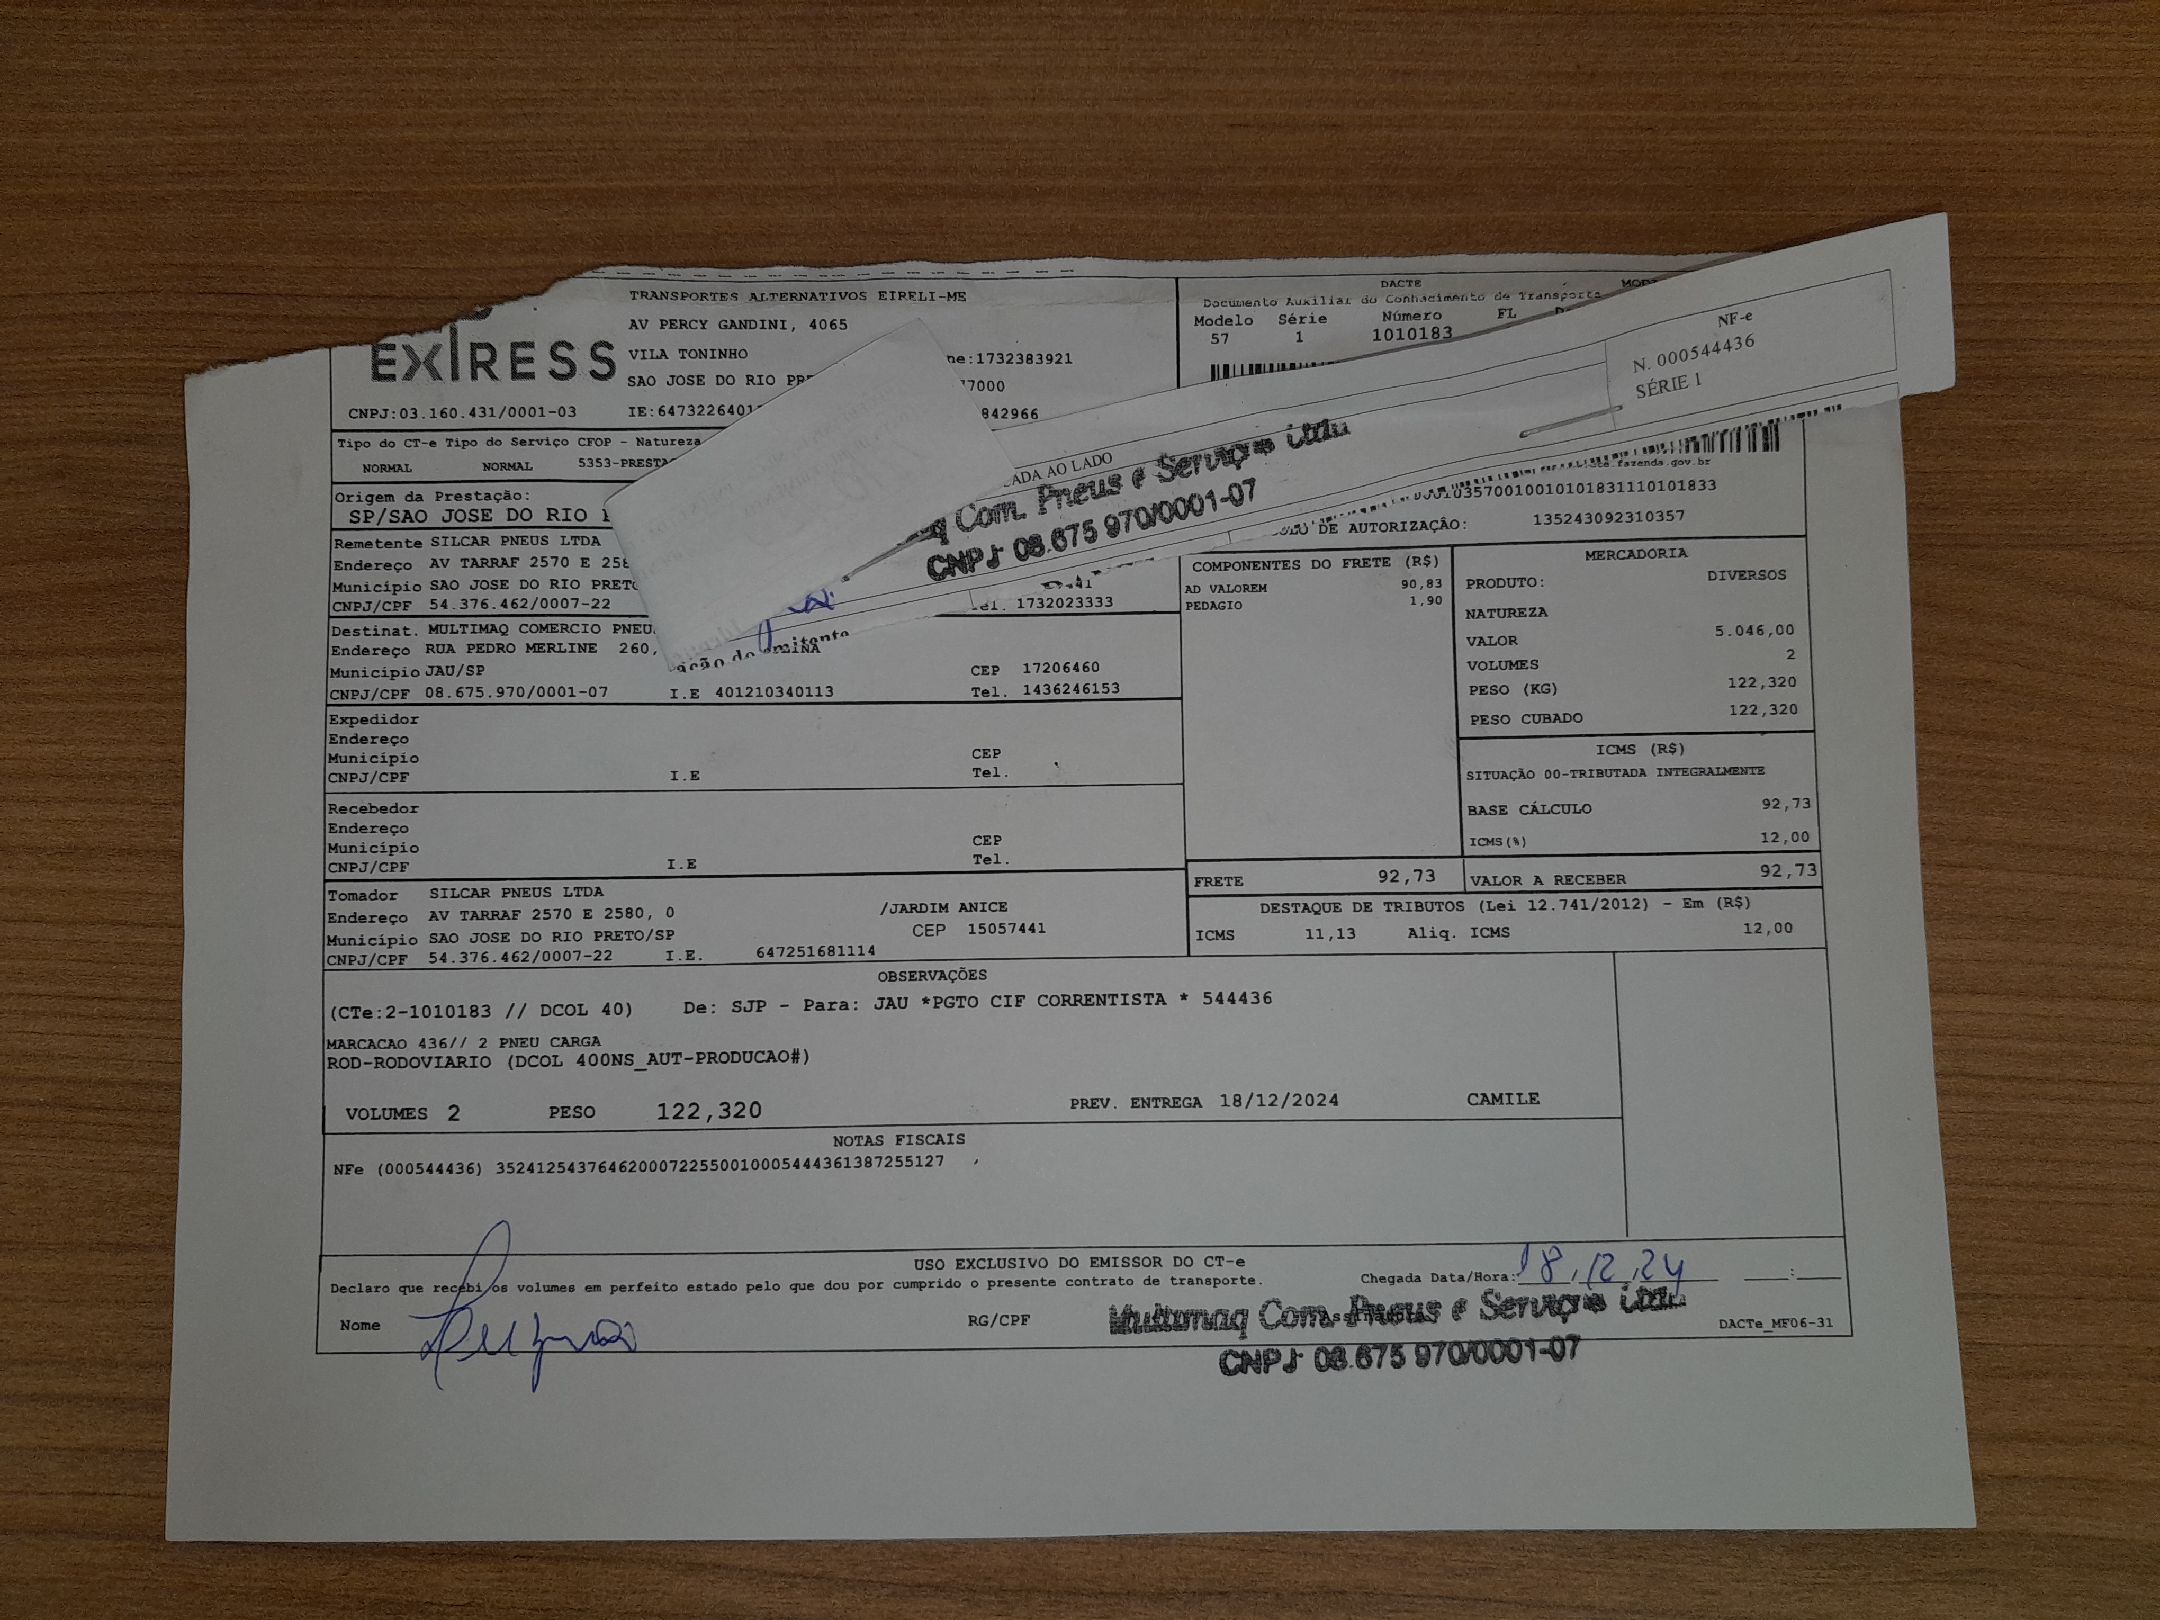 EXPRESS
TRANSPORTES ALTERNATIVOS EIRELI-ME
AV PERCY GANDINI, 4065
VILA TONINHO
SAO JOSE DO RIO
:1732383921
7000
CNPJ:03.160.431/0001-03
842966
DACTE
Documento Auxiliar do Conhecimento de Transporte
Modelo Série Número FL
57 1 1010183
NF-e
N. 000544436
SÉRIE 1
Tipo do CT-e Tipo do Serviço CFOP - Natureza
NORMAL NORMAL
Origem da Prestação:
SP/SAO JOSE DO RIO
AO LADO
Com. Pneus e Serviços Ltda
CNPJ 08.675 970/0001-07
.fazenda.gov.br
DE AUTORIZAÇÃO: 135243092310357
Remetente SILCAR PNEUS LTDA
Endereço AV TARRAF 2570 E
Município SAO JOSE DO RIO PRETO
CNPJ/CPF 54.376.462/0007-22
Tel. 1732023333
Destinat. MULTIMAQ COMERCIO
Endereço RUA PEDRO MERLINE 260,
Município JAU/SP CEP 17206460
CNPJ/CPF 08.675.970/0001-07 I.E 401210340113 Tel. 1436246153
Expedidor
Endereço
Município CEP
CNPJ/CPF I.E Tel.
Recebedor
Endereço
Município CEP
CNPJ/CPF I.E Tel.
Tomador SILCAR PNEUS LTDA
Endereço AV TARRAF 2570 E 2580, 0 /JARDIM ANICE
Município SAO JOSE DO RIO PRETO/SP CEP 15057441
CNPJ/CPF 54.376.462/0007-22 I.E. 647251681114
COMPONENTES DO FRETE (R$)
AD VALOREM 90,83
PEDAGIO 1,90
MERCADORIA
PRODUTO: DIVERSOS
NATUREZA
VALOR 5.046,00
VOLUMES 2
PESO (KG) 122,320
PESO CUBADO 122,320
ICMS (R$)
SITUAÇÃO 00-TRIBUTADA INTEGRALMENTE
BASE CÁLCULO 92,73
ICMS(%) 12,00
FRETE 92,73 VALOR A RECEBER 92,73
DESTAQUE DE TRIBUTOS (Lei 12.741/2012) - Em (R$)
ICMS 11,13 Aliq. ICMS 12,00
OBSERVAÇÕES
(CTe:2-1010183 // DCOL 40) De: SJP - Para: JAU *PGTO CIF CORRENTISTA * 544436
MARCACAO 436// 2 PNEU CARGA
ROD-RODOVIARIO (DCOL 400NS_AUT-PRODUCAO#)
VOLUMES 2 PESO 122,320 PREV. ENTREGA 18/12/2024 CAMILE
NOTAS FISCAIS
NFe (000544436) 35241254376462000722550010005444361387255127
USO EXCLUSIVO DO EMISSOR DO CT-e
Declaro que recebi os volumes em perfeito estado pelo que dou por cumprido o presente contrato de transporte. Chegada Data/Hora: 18.12.24
Nome RG/CPF
Multimaq Com. Pneus e Serviços Ltda.
CNPJ 08.675 970/0001-07
DACTe_MF06-31